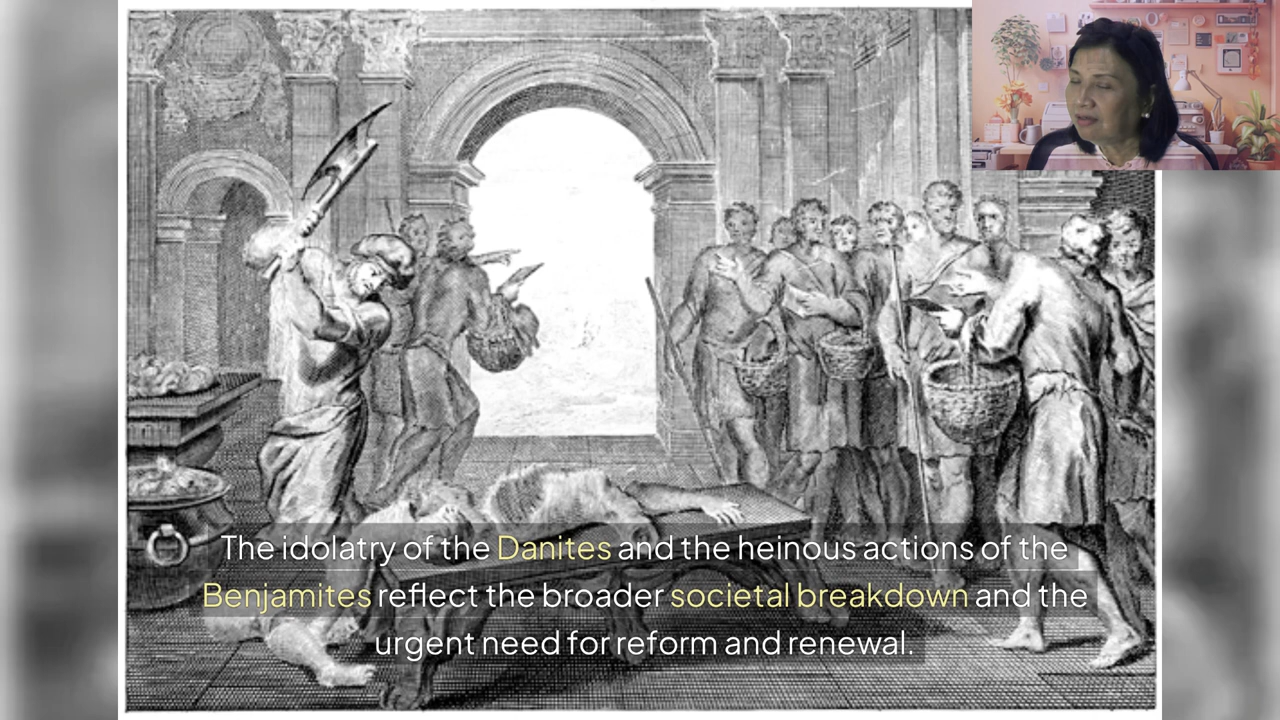 The idolatry of the Danites and the heinous actions of the
Benjamites reflect the broader societal breakdown and the
urgent need for reform and renewal.